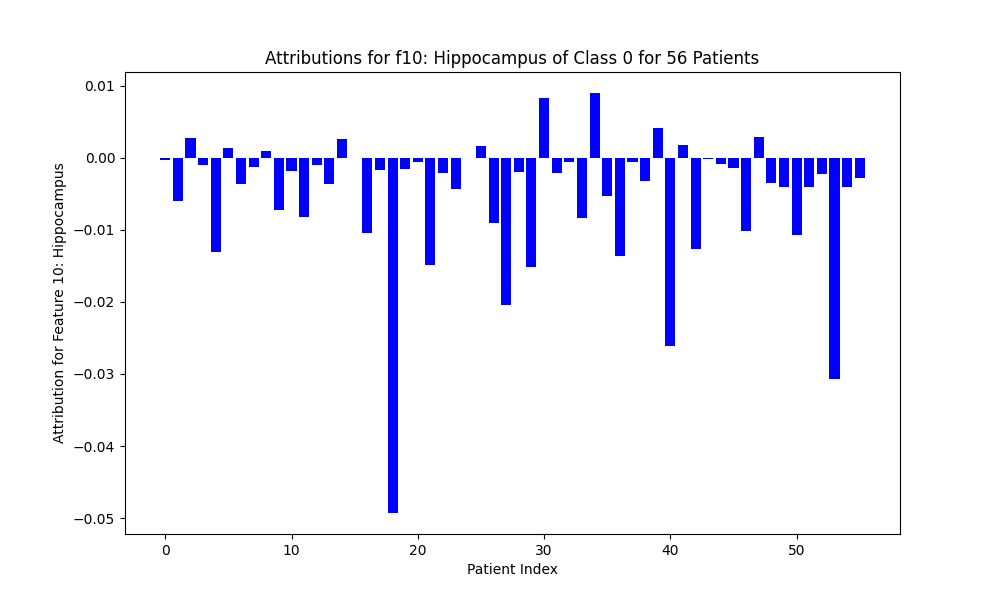 Attributions for f10: Hippocampus of Class 0 for 56 Patients
Attribution for Feature 10: Hippocampus
0.01
0.00
−0.01
−0.02
−0.03
−0.04
−0.05
0 10 20 30 40 50
Patient Index